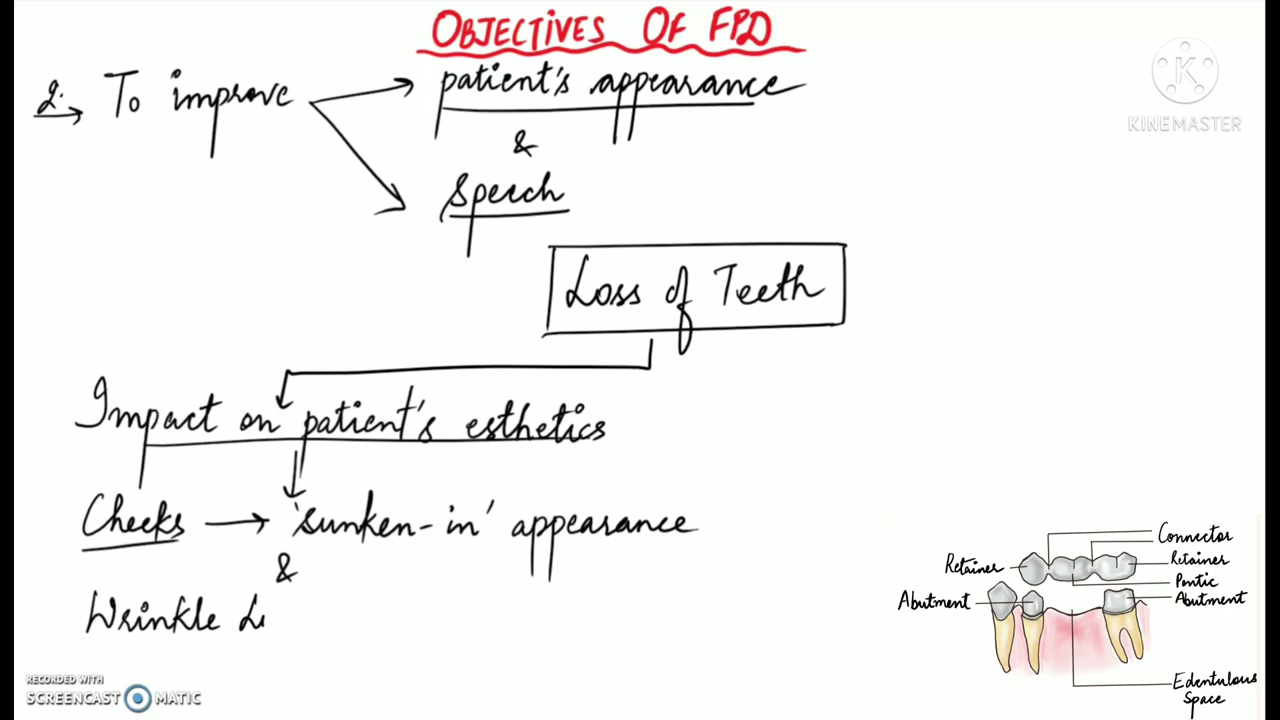 OBJECTIVES OF FPD
2. To improve patient's appearance
&
speech
Loss of Teeth
Impact on patient's esthetics
Cheeks 'sunken-in' appearance
&
Wrinkle
K
KINEMASTER
Connector
Retainer
Retainer
Pontic
Abutment
Abutment
Edentulous
Space
RECORDED WITH
SCREENCAST MATIC